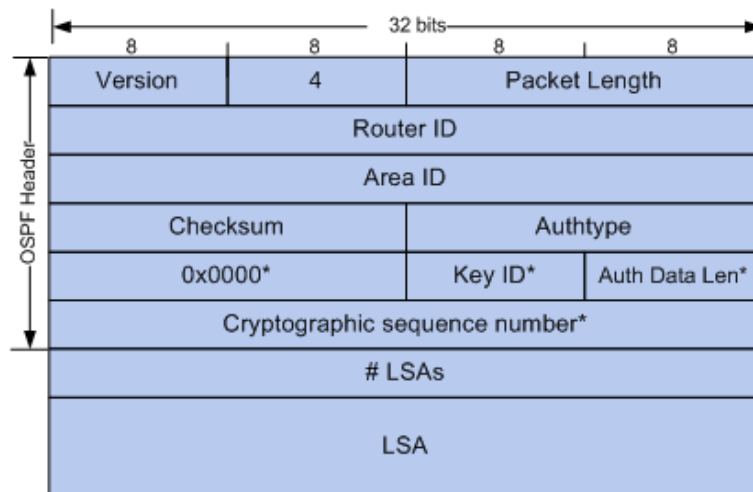 32 bits
8 8 8 8
Version 4 Packet Length
Router ID
Area ID
Checksum Authtype
0x0000* Key ID* Auth Data Len*
Cryptographic sequence number*
# LSAs
LSA
OSPF Header